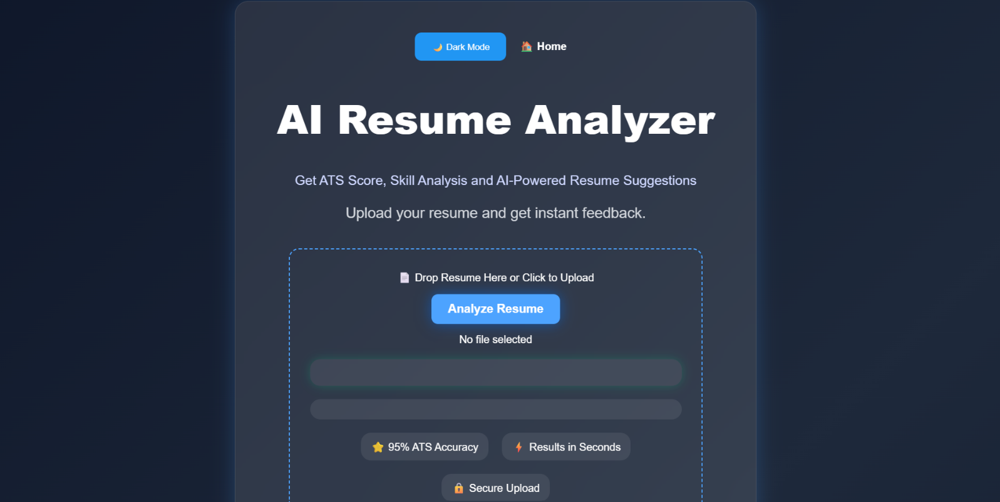 🌙 Dark Mode
🏠 Home
AI Resume Analyzer
Get ATS Score, Skill Analysis and AI-Powered Resume Suggestions
Upload your resume and get instant feedback.
📄 Drop Resume Here or Click to Upload
Analyze Resume
No file selected
⭐ 95% ATS Accuracy
⚡ Results in Seconds
🔒 Secure Upload